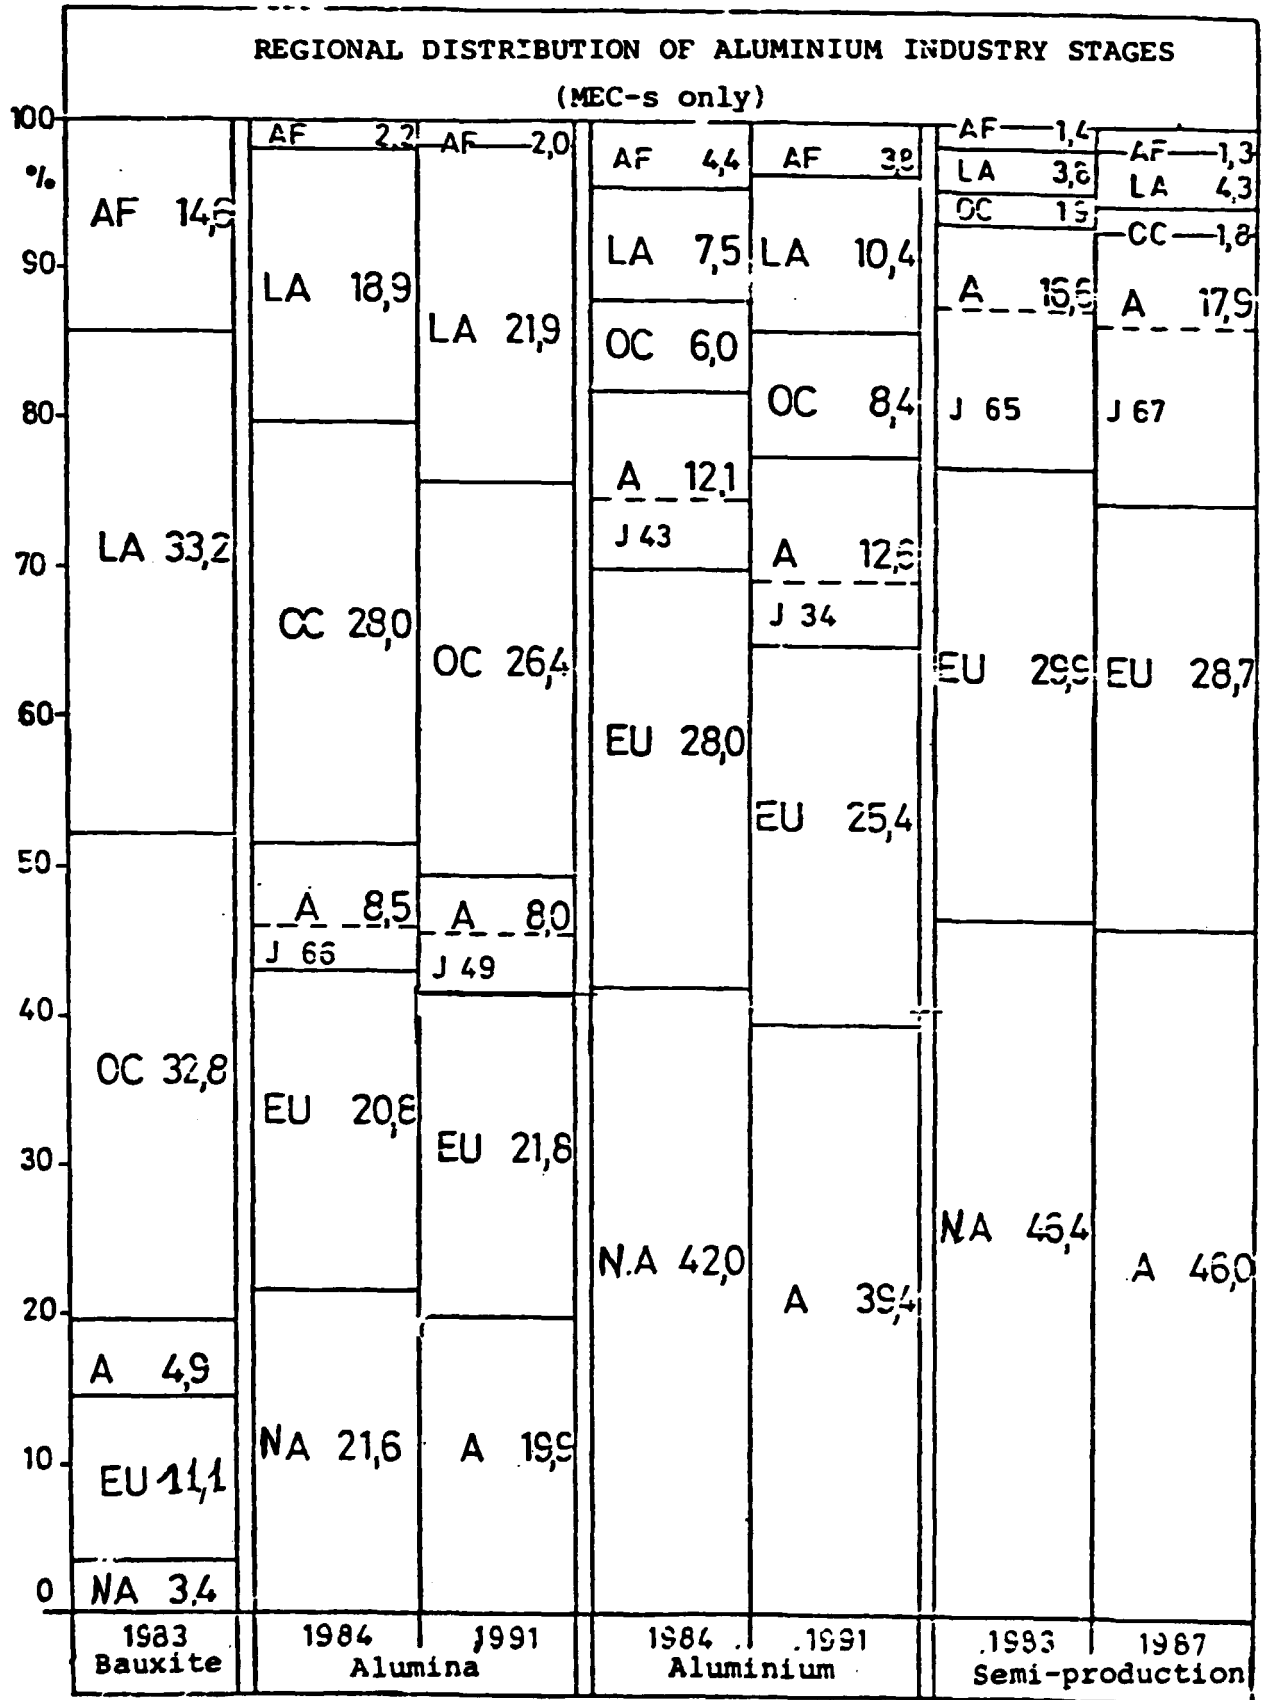 REGIONAL DISTRIBUTION OF ALUMINIUM INDUSTRY STAGES
(MEC-s only)
100
%
90
80
70
60
50
40
30
20
10
0
AF 14,6
LA 33,2
OC 32,8
A 4,9
EU 11,1
NA 3,4
1983
Bauxite
AF 2,2
LA 18,9
OC 28,0
A 8,5
J 66
EU 20,8
NA 21,6
1984
AF 2,0
LA 21,9
OC 26,4
A 8,0
J 49
EU 21,8
A 19,9
1991
Alumina
AF 4,4
LA 7,5
OC 6,0
A 12,1
J 43
EU 28,0
N.A 42,0
1984
AF 3,8
LA 10,4
OC 8,4
A 12,6
J 34
EU 25,4
A 39,4
1991
Aluminium
AF 1,4
LA
OC 1,9
A 16,6
J 65
EU 29,9
NA 46,4
1983
AF 1,3
LA 4,3
OC 1,8
A 17,9
J 67
EU 28,7
A 46,0
1987
Semi-production